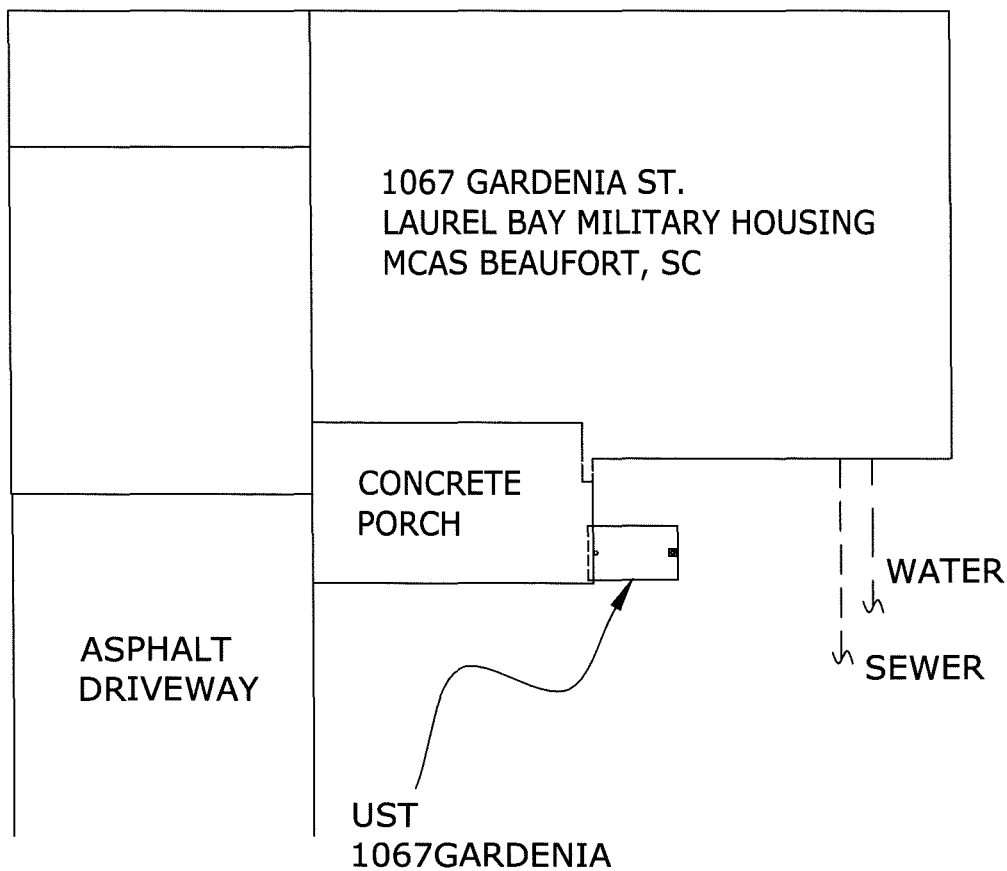 1067 GARDENIA ST.
LAUREL BAY MILITARY HOUSING
MCAS BEAUFORT, SC
CONCRETE
PORCH
WATER
ASPHALT
DRIVEWAY
SEWER
UST
1067GARDENIA